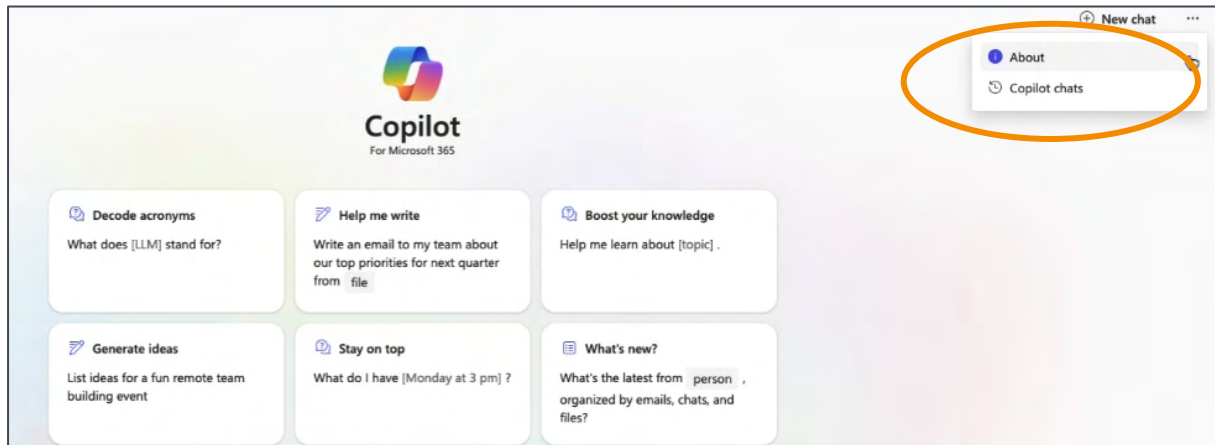 New chat ...
About
Copilot chats
Copilot
For Microsoft 365
Decode acronyms
What does [LLM] stand for?
Help me write
Write an email to my team about
our top priorities for next quarter
from file
Boost your knowledge
Help me learn about [topic] .
Generate ideas
List ideas for a fun remote team
building event
Stay on top
What do I have [Monday at 3 pm] ?
What's new?
What's the latest from person ,
organized by emails, chats, and
files?